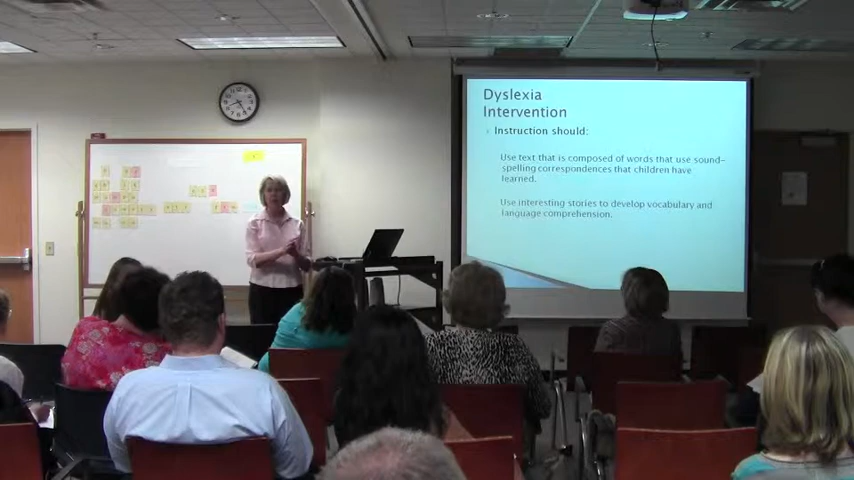 Dyslexia
Intervention
Instruction should:
Use text that is composed of words that use sound-
spelling correspondences that children have
learned.
Use interesting stories to develop vocabulary and
language comprehension.